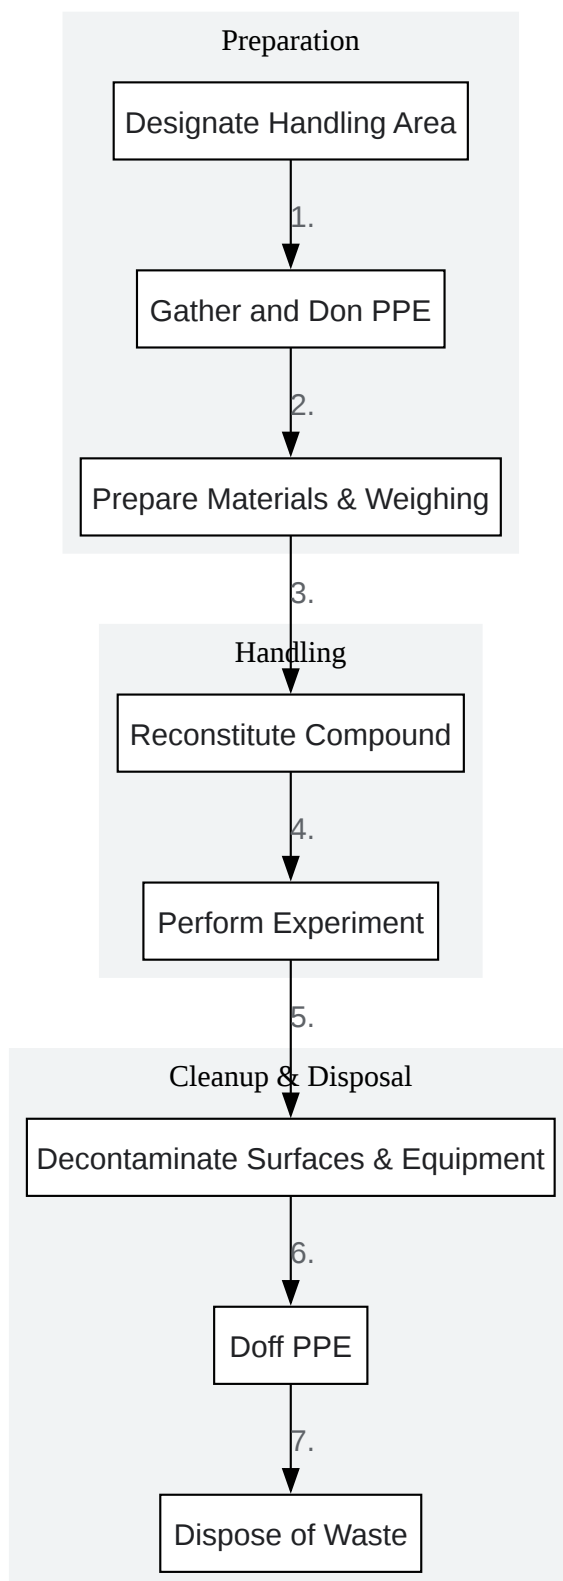 Preparation
Designate Handling Area
1.
Gather and Don PPE
2.
Prepare Materials & Weighing
3.
Handling
Reconstitute Compound
4.
Perform Experiment
5.
Cleanup & Disposal
Decontaminate Surfaces & Equipment
6.
Doff PPE
7.
Dispose of Waste